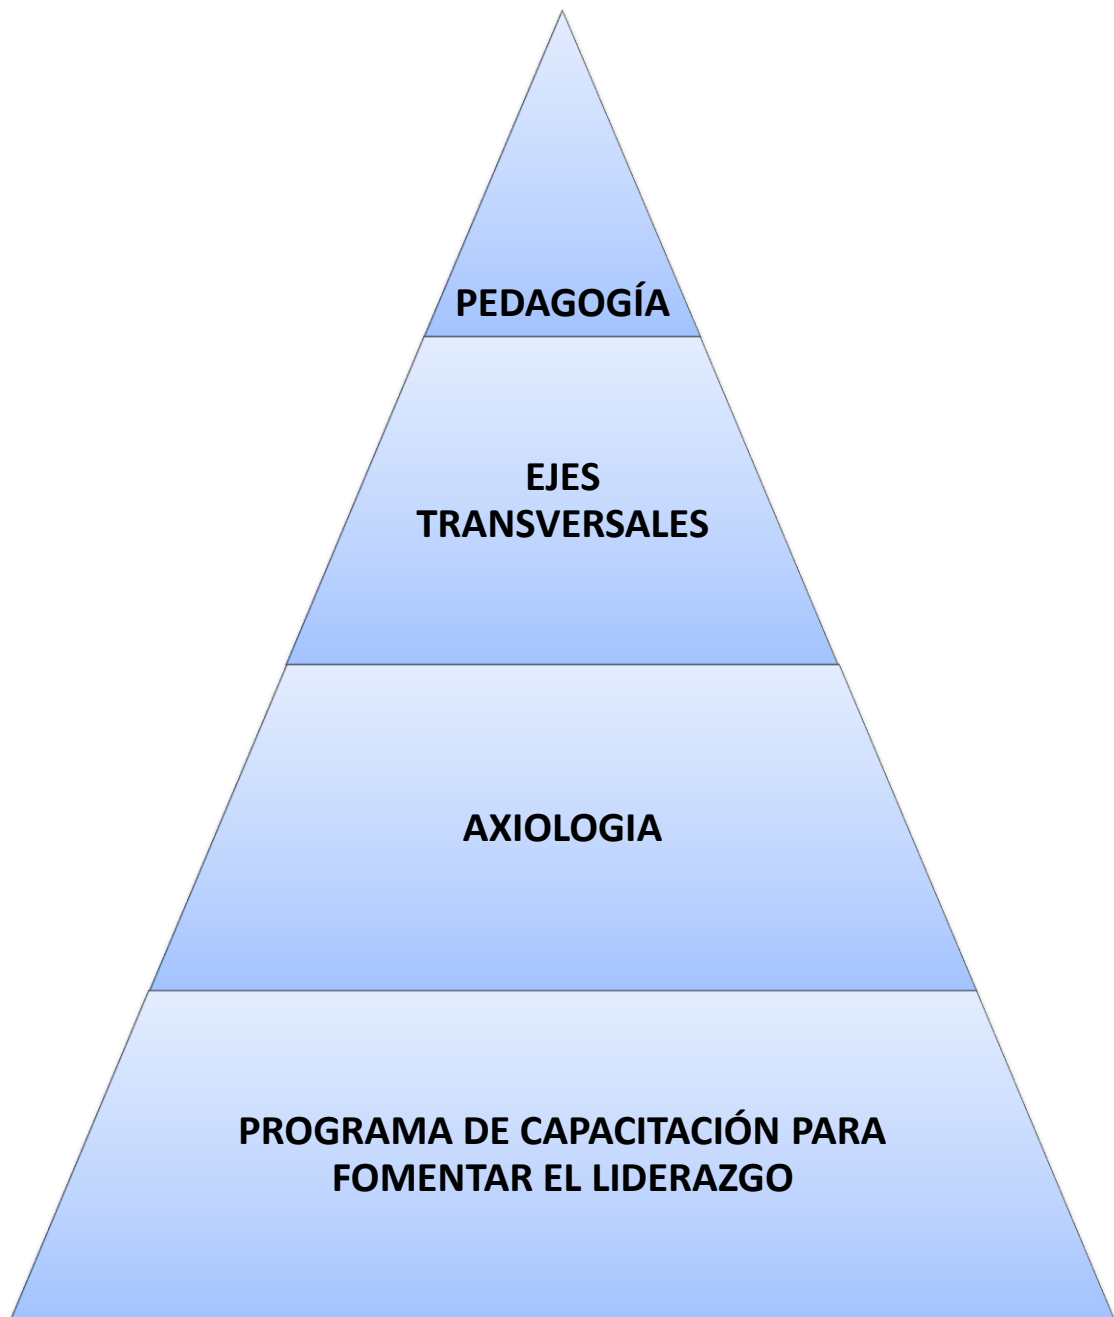 PEDAGOGÍA
EJES
TRANSVERSALES
AXIOLOGIA
PROGRAMA DE CAPACITACIÓN PARA
FOMENTAR EL LIDERAZGO